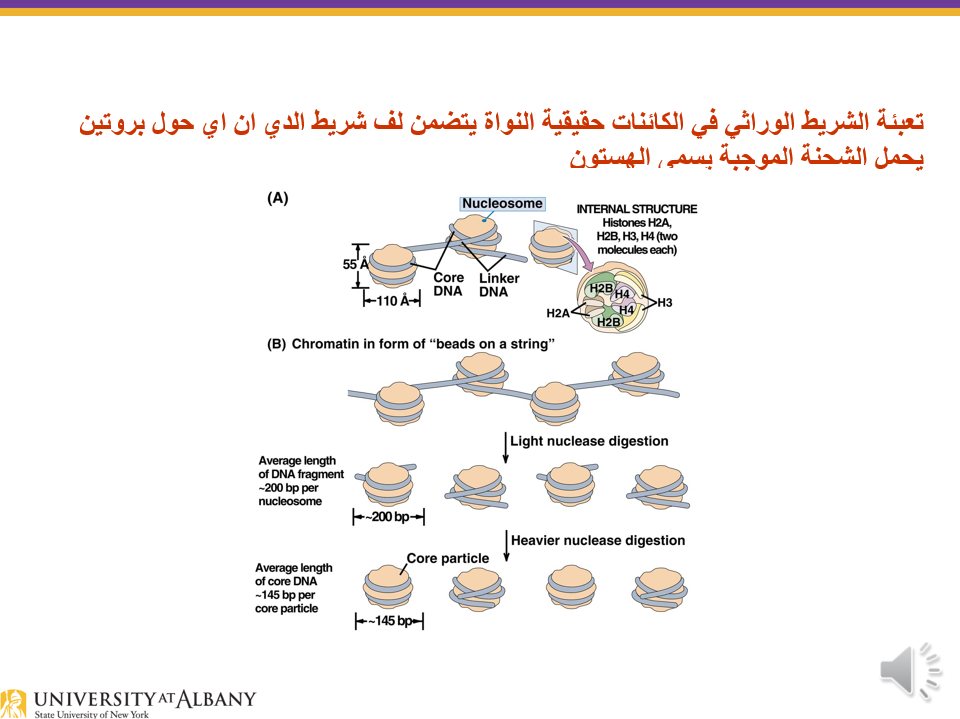 تعبئة الشريط الوراثي في الكائنات حقيقية النواة يتضمن لف شريط الدي ان اي حول بروتين
يحمل الشحنة الموجبة يسمى الهستون
(A)
Nucleosome
INTERNAL STRUCTURE
Histones H2A,
H2B, H3, H4 (two
molecules each)
55 Å
110 Å
Core
DNA
Linker
DNA
H2B
H4
H3
H4
H2A
H2B
(B) Chromatin in form of “beads on a string”
Light nuclease digestion
Average length
of DNA fragment
~200 bp per
nucleosome
~200 bp
Heavier nuclease digestion
Core particle
Average length
of core DNA
~145 bp per
core particle
~145 bp
UNIVERSITY AT ALBANY
State University of New York